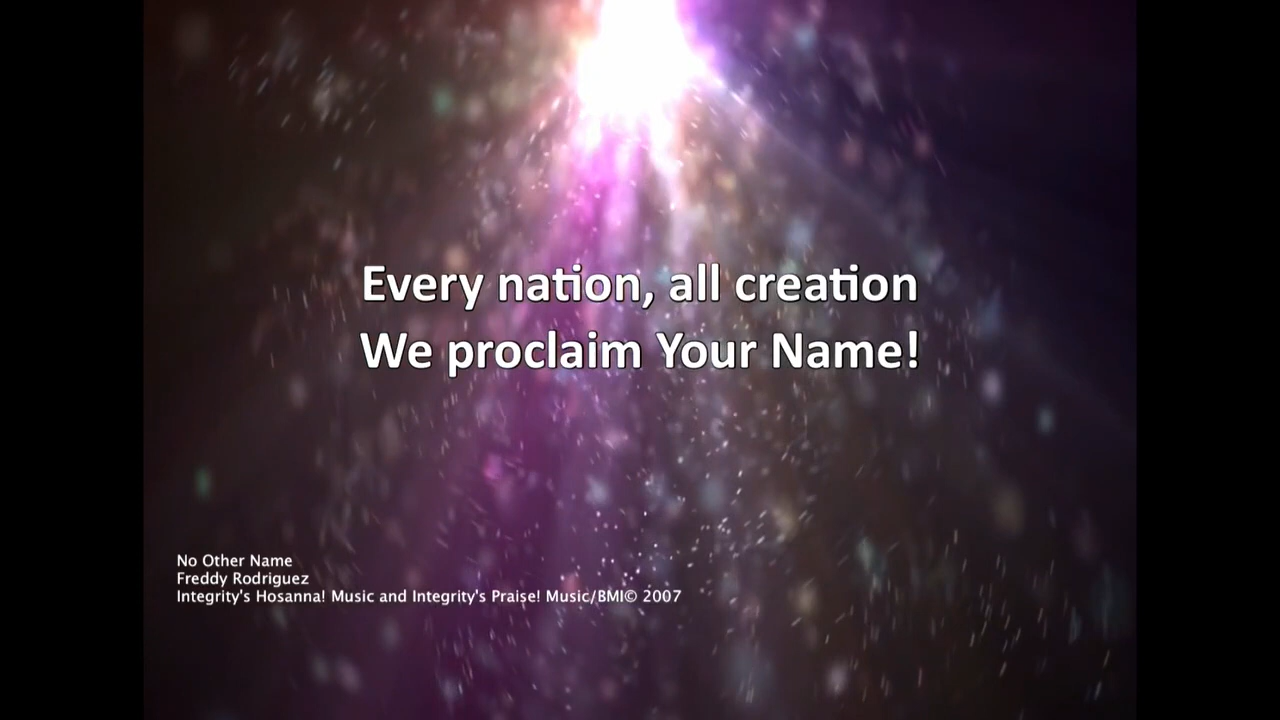 Every nation, all creation
We proclaim Your Name!
No Other Name
Freddy Rodriguez
Integrity's Hosanna! Music and Integrity's Praise! Music/BMI© 2007